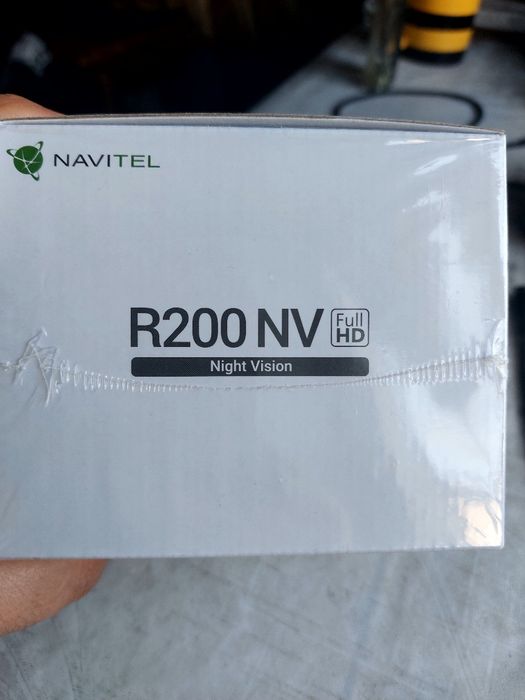 NAVITEL
R200 NV Full HD
Night Vision